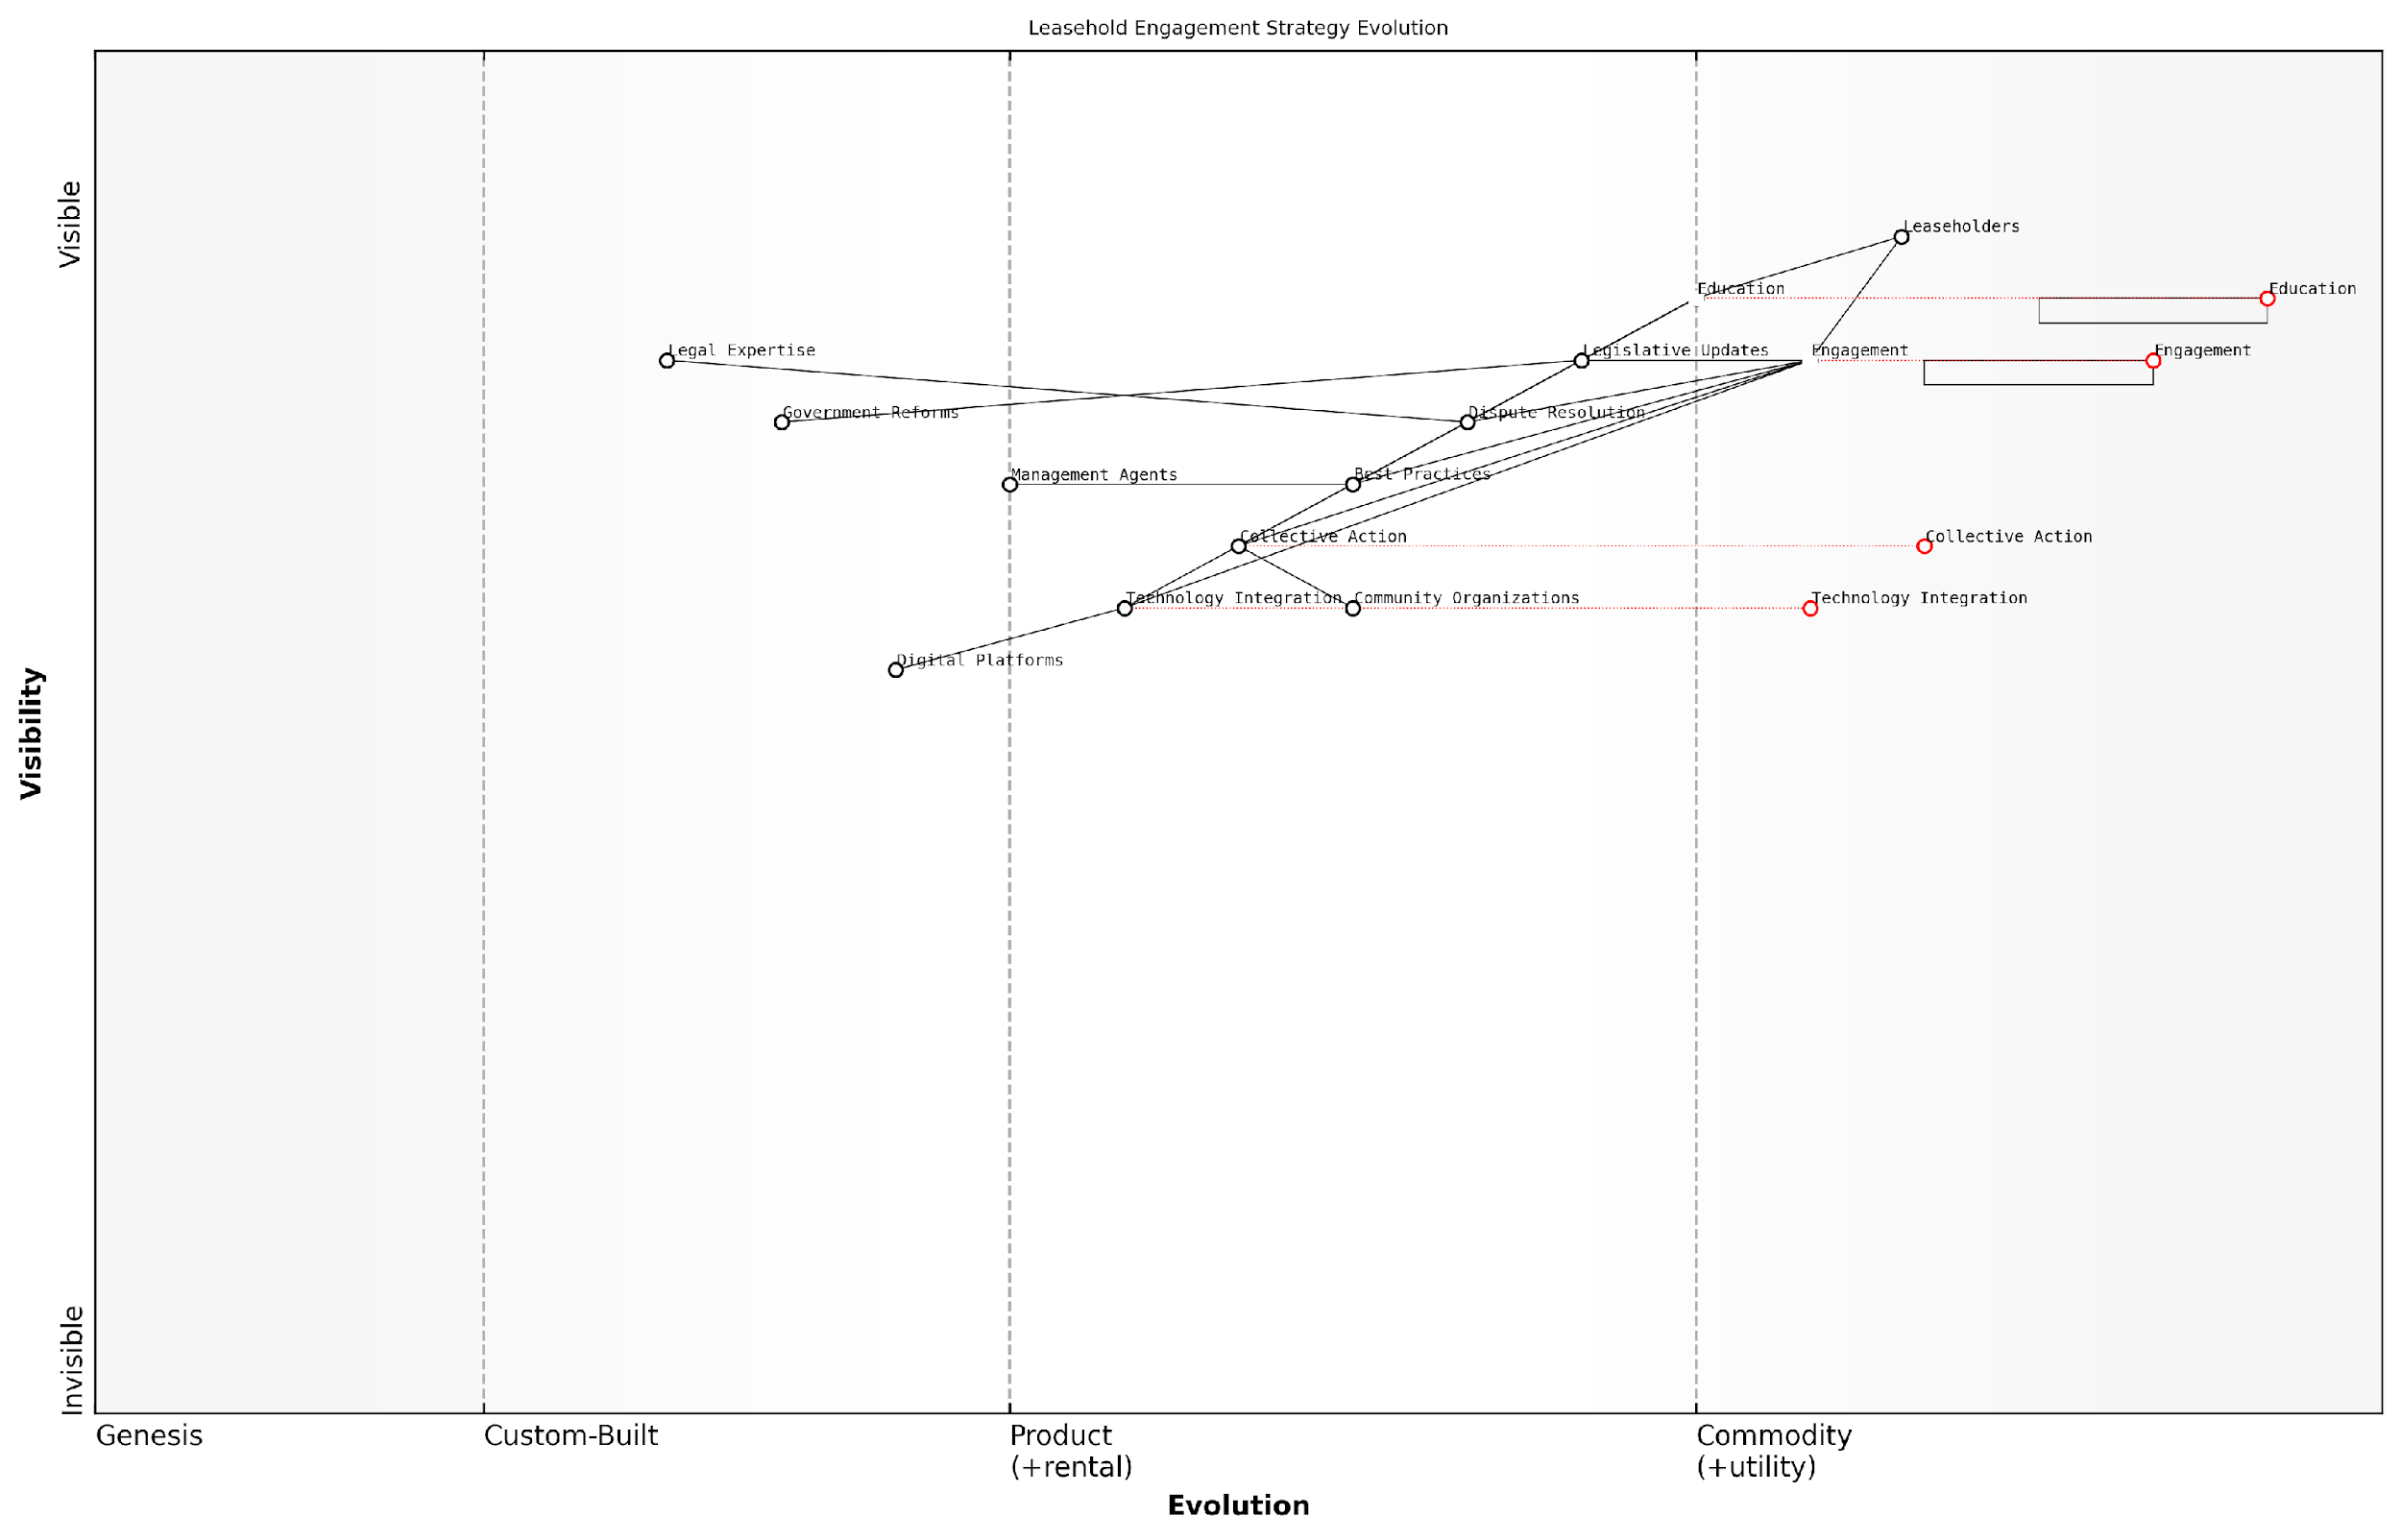 Leasehold Engagement Strategy Evolution
Visible
Leaseholders
Education
Education
Legal Expertise
Legislative Updates
Engagement
Engagement
Government Reforms
Dispute Resolution
Management Agents
Best Practices
Collective Action
Collective Action
Technology Integration
Community Organizations
Technology Integration
Digital Platforms
Visibility
Invisible
Genesis
Custom-Built
Product
(+rental)
Commodity
(+utility)
Evolution